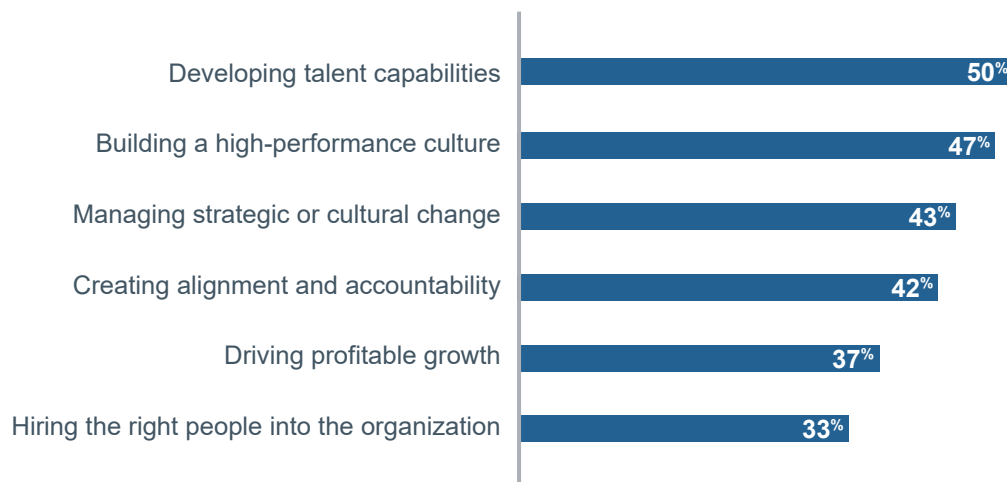 Developing talent capabilities 50%
Building a high-performance culture 47%
Managing strategic or cultural change 43%
Creating alignment and accountability 42%
Driving profitable growth 37%
Hiring the right people into the organization 33%